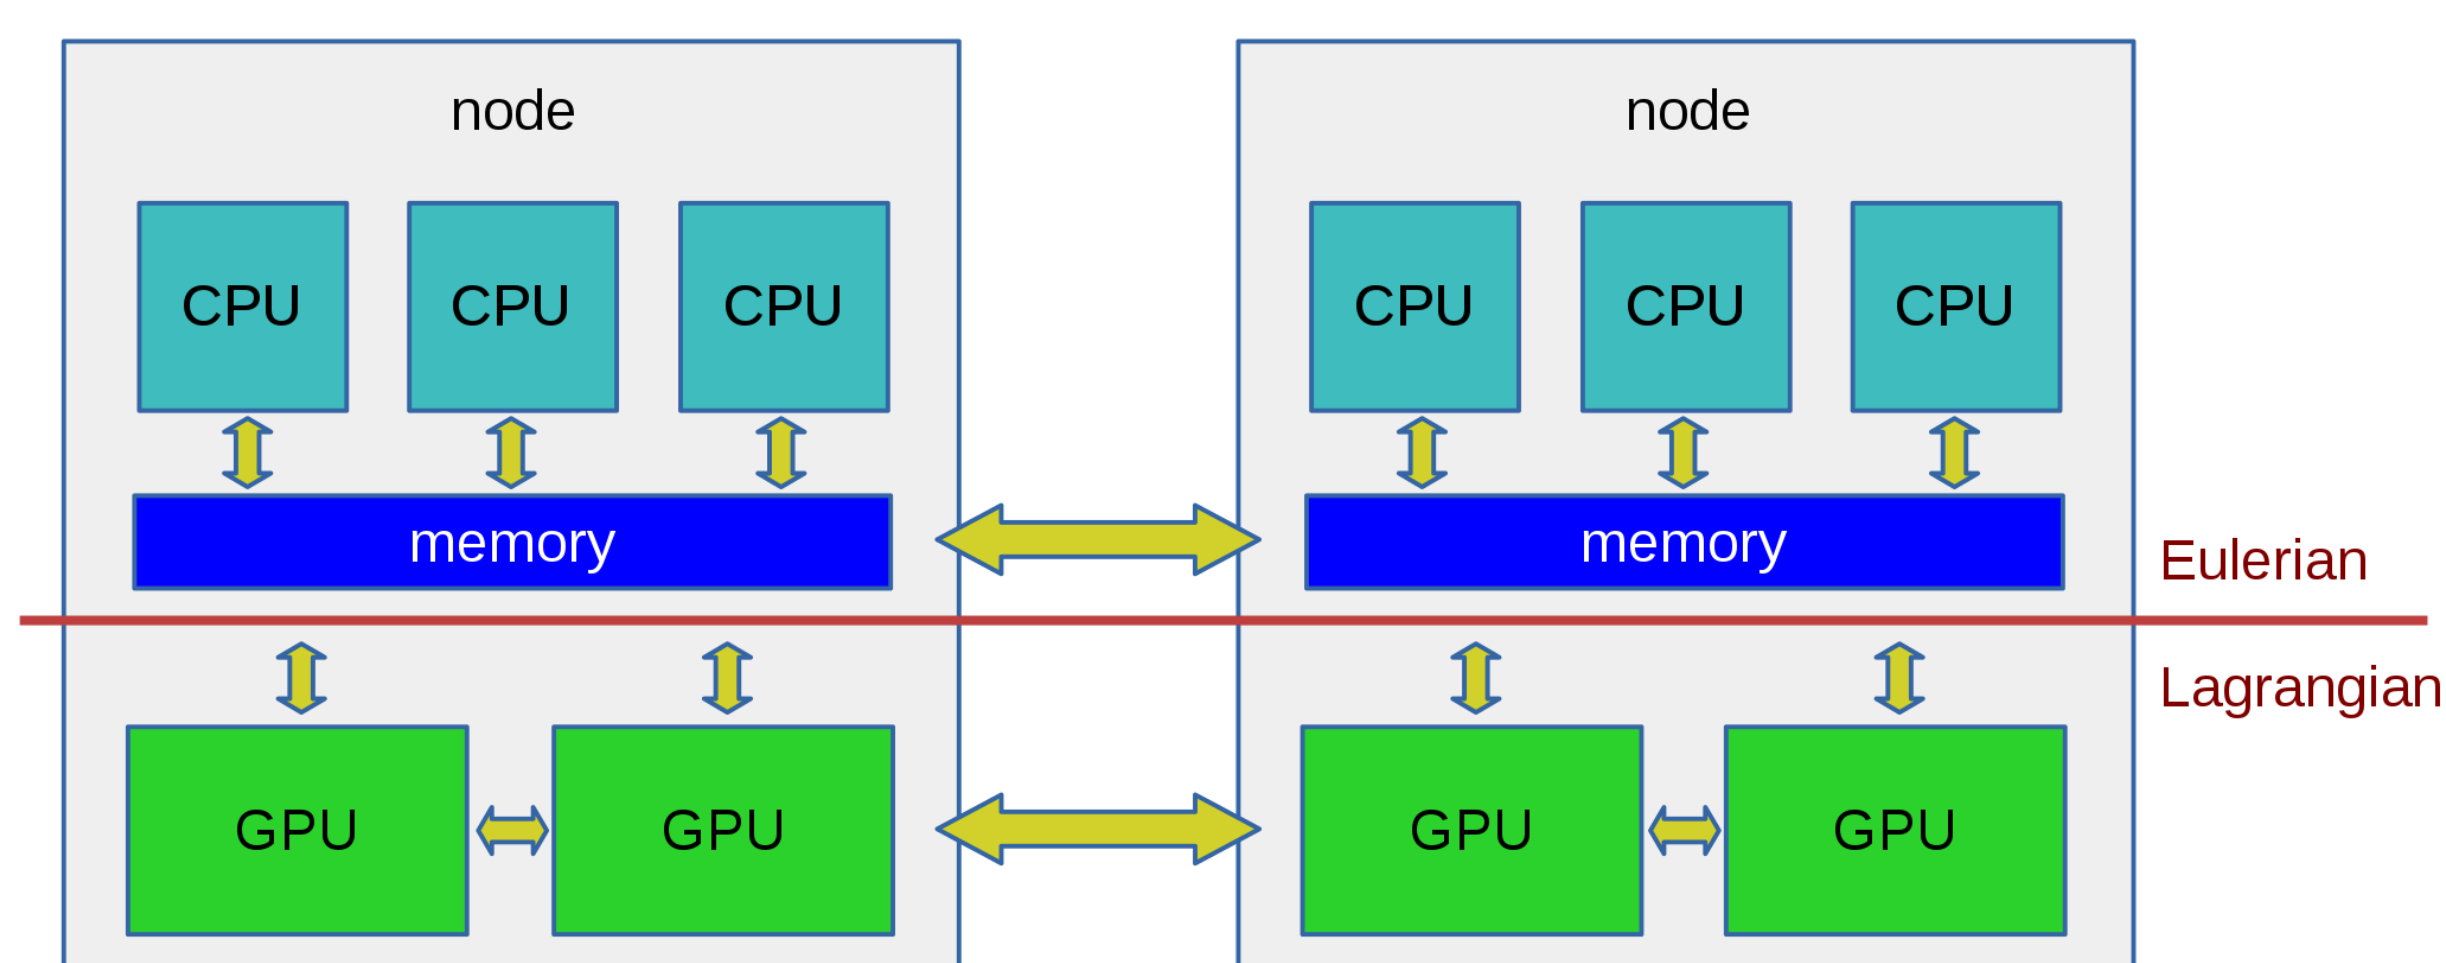 node
node
CPU
CPU
CPU
CPU
CPU
CPU
memory
memory
Eulerian
Lagrangian
GPU
GPU
GPU
GPU